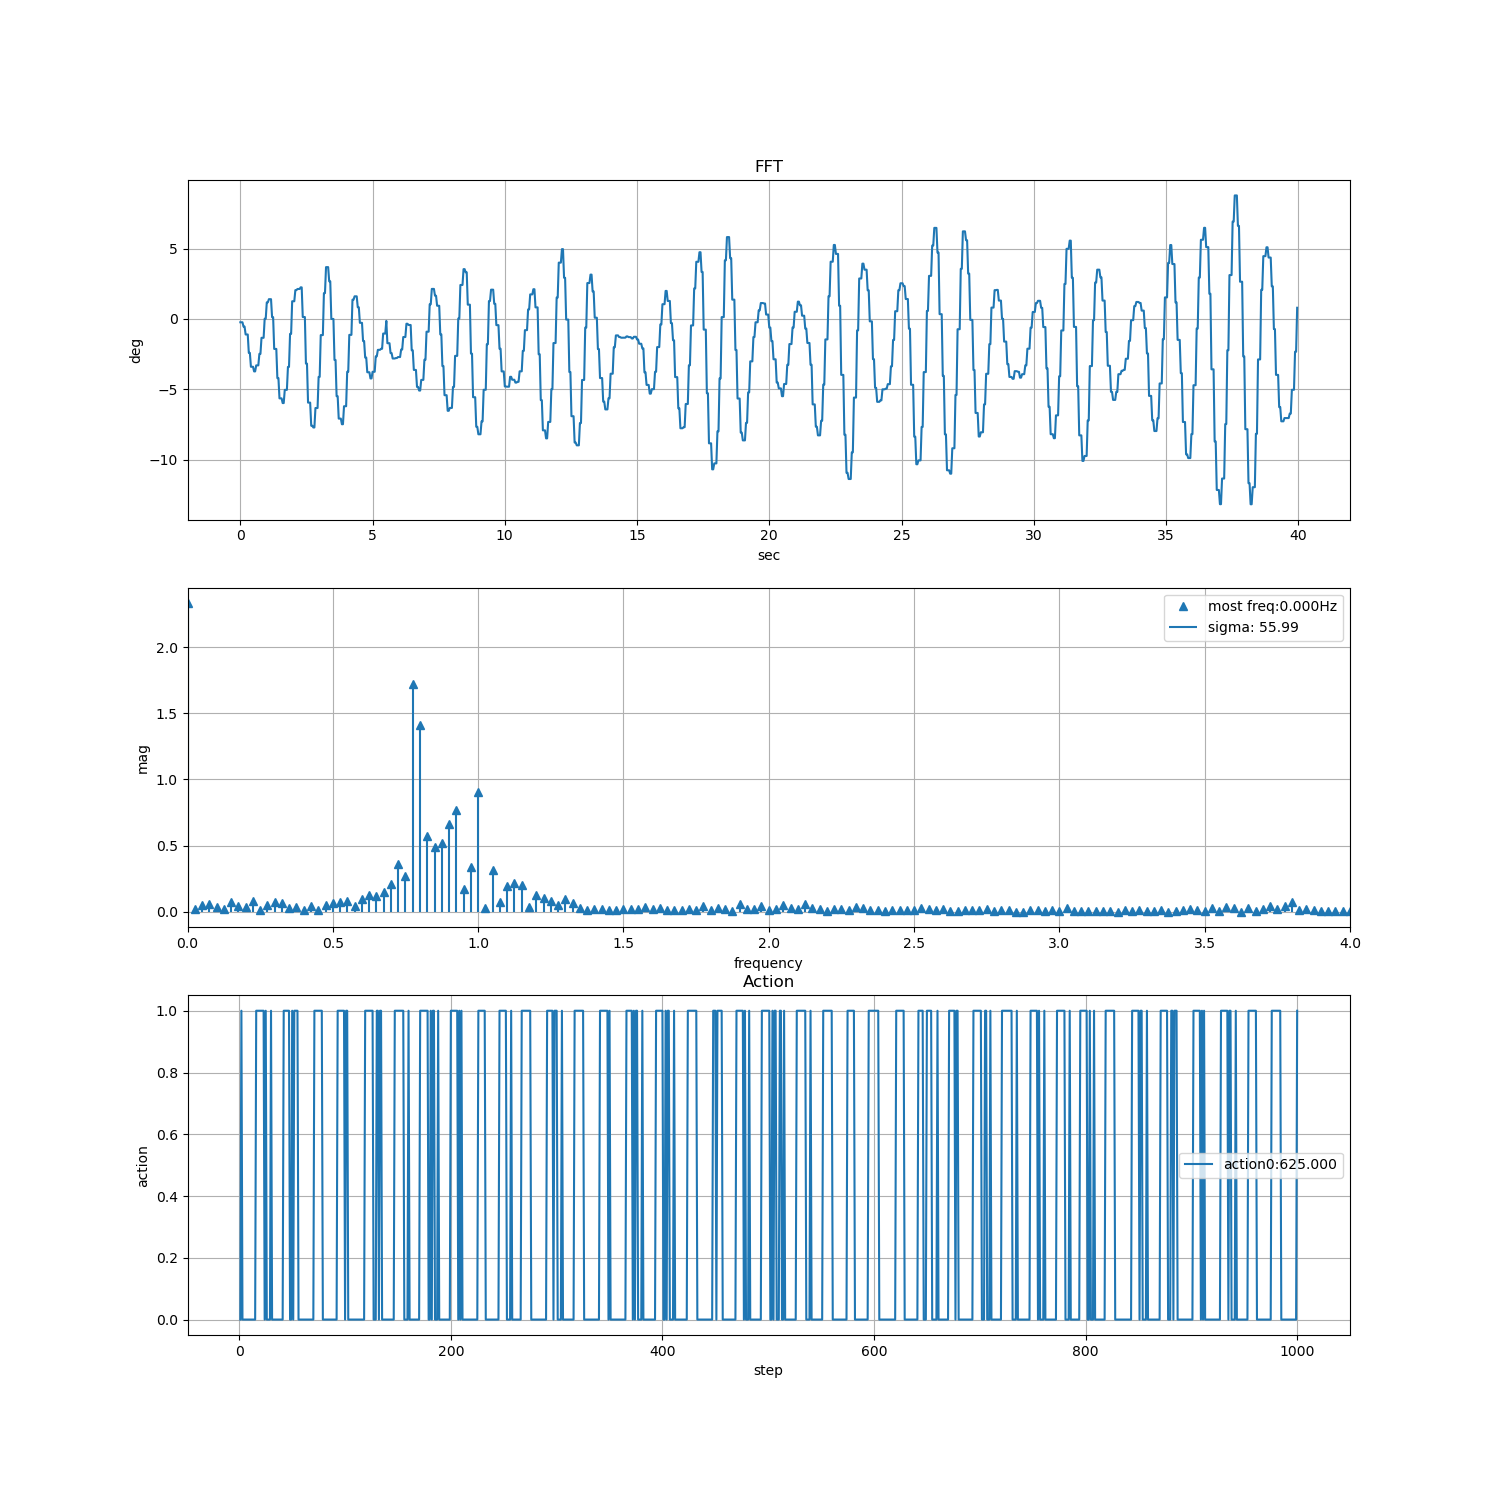 FFT
5
0
−5
−10
deg
0 5 10 15 20 25 30 35 40
sec
most freq:0.000Hz
sigma: 55.99
2.0
1.5
1.0
0.5
0.0
mag
0.0 0.5 1.0 1.5 2.0 2.5 3.0 3.5 4.0
frequency
Action
1.0
0.8
0.6
0.4
0.2
0.0
action
action0:625.000
0 200 400 600 800 1000
step